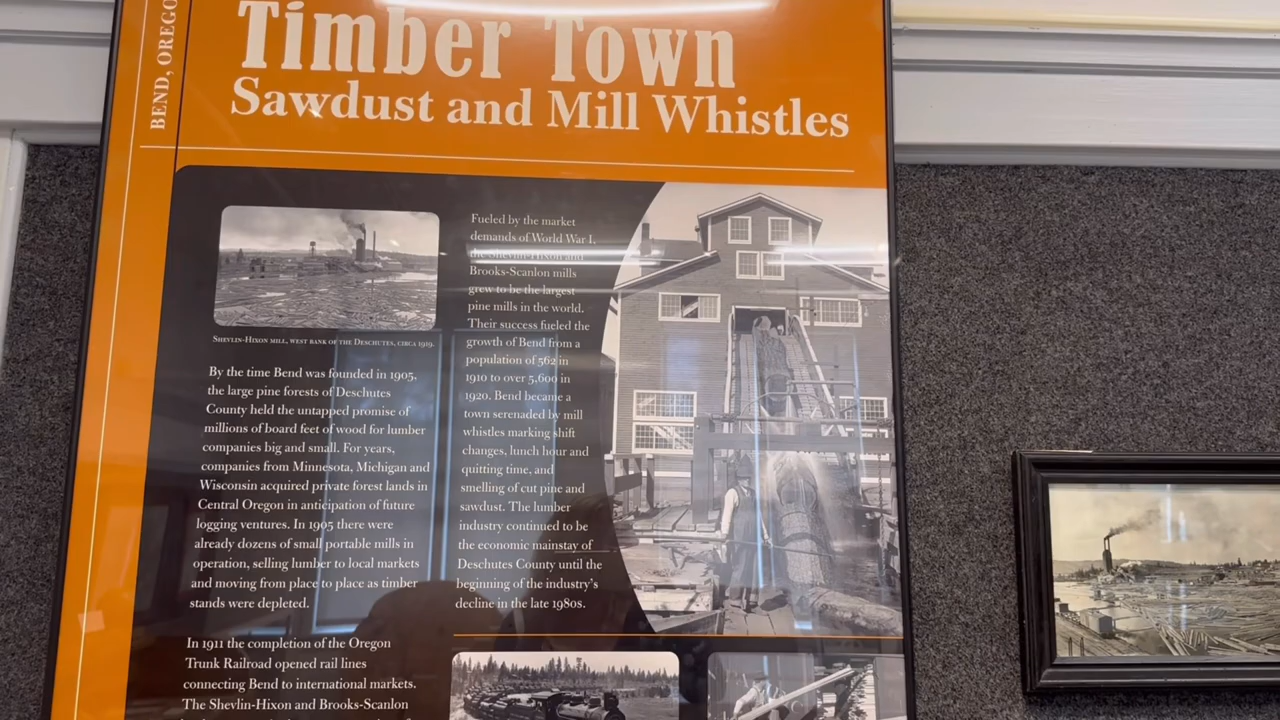 BEND, OREGO
Timber Town
Sawdust and Mill Whistles
SHEVLIN-HIXON MILL, WEST BANK OF THE DESCHUTES, CIRCA 1919.
By the time Bend was founded in 1905,
the large pine forests of Deschutes
County held the untapped promise of
millions of board feet of wood for lumber
companies big and small. For years,
companies from Minnesota, Michigan and
Wisconsin acquired private forest lands in
Central Oregon in anticipation of future
logging ventures. In 1905 there were
already dozens of small portable mills in
operation, selling lumber to local markets
and moving from place to place as timber
stands were depleted.
In 1911 the completion of the Oregon
Trunk Railroad opened rail lines
connecting Bend to international markets.
The Shevlin-Hixon and Brooks-Scanlon
Fueled by the market
demands of World War I,
the Shevlin-Hixon and
Brooks-Scanlon mills
grew to be the largest
pine mills in the world.
Their success fueled the
growth of Bend from a
population of 562 in
1910 to over 5,600 in
1920. Bend became a
town serenaded by mill
whistles marking shift
changes, lunch hour and
quitting time, and
smelling of cut pine and
sawdust. The lumber
industry continued to be
the economic mainstay of
Deschutes County until the
beginning of the industry's
decline in the late 1980s.